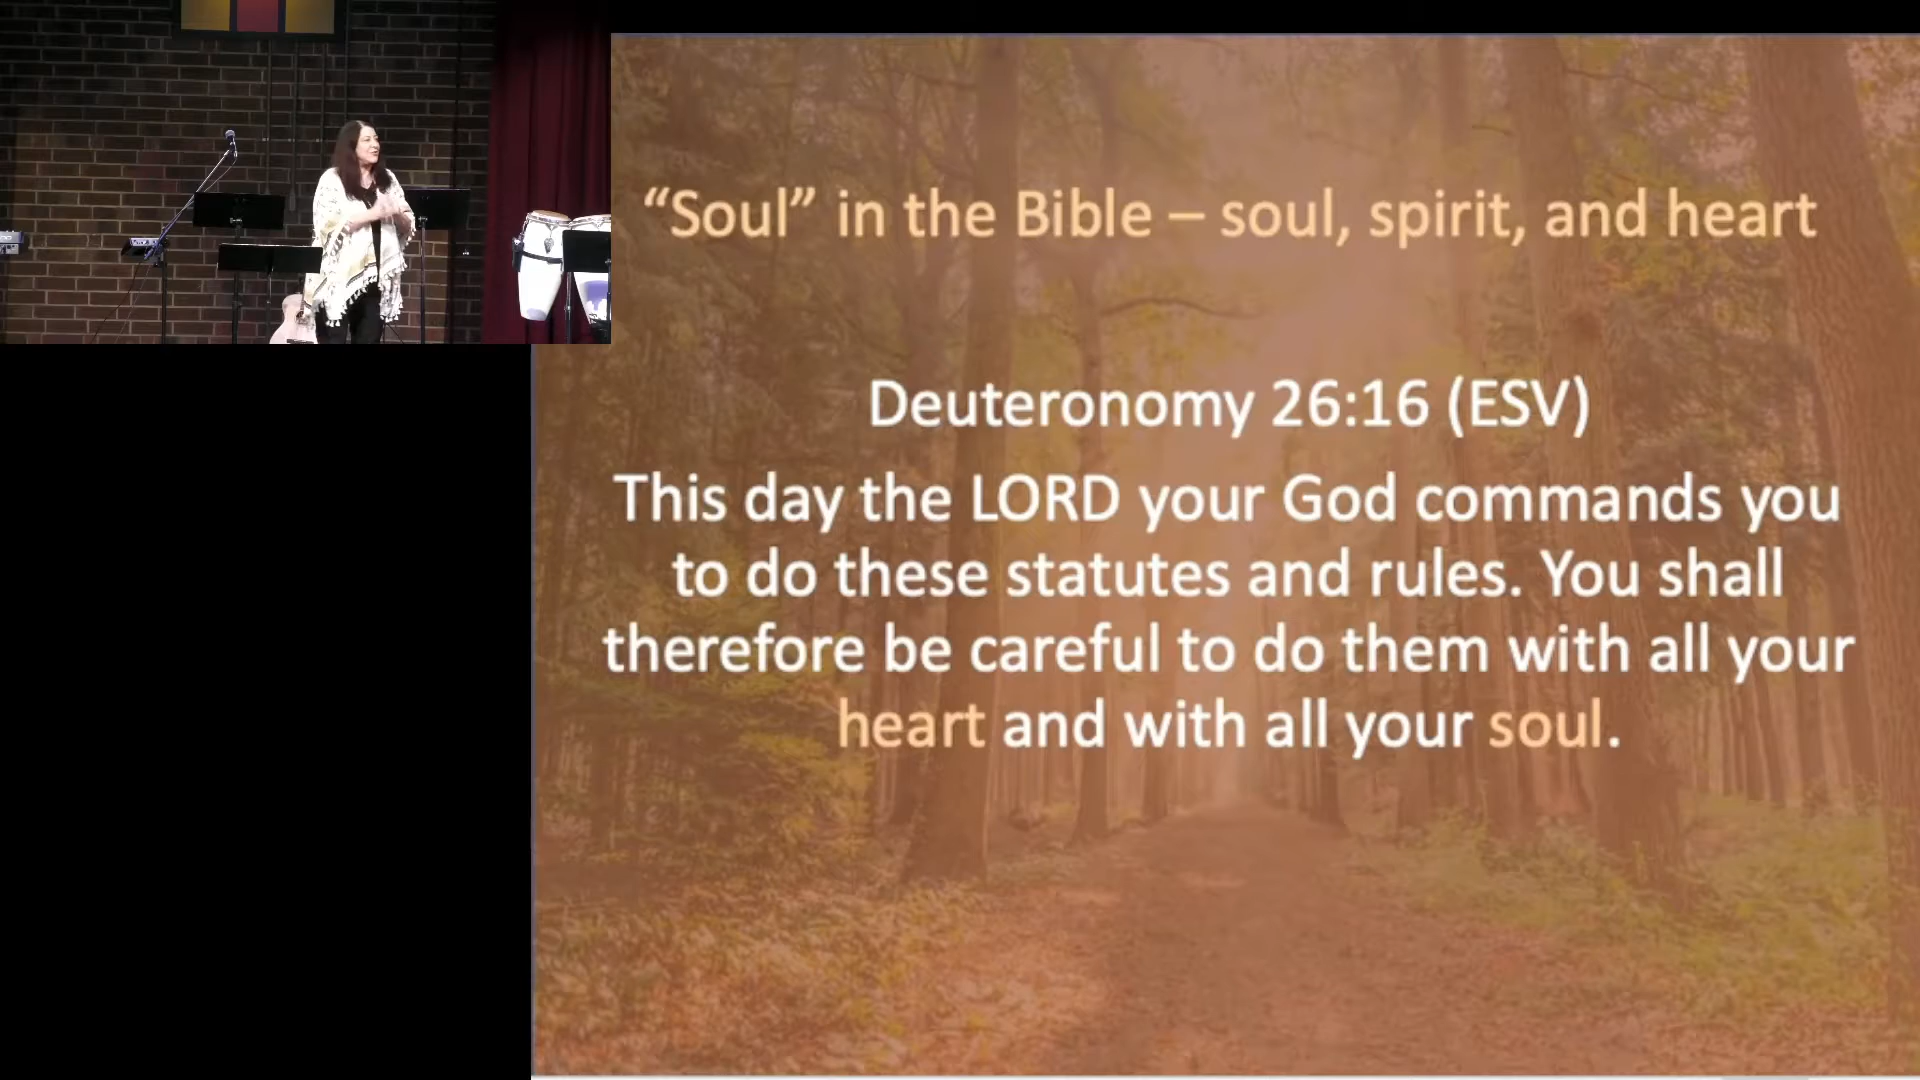 “Soul” in the Bible – soul, spirit, and heart
Deuteronomy 26:16 (ESV)
This day the LORD your God commands you
to do these statutes and rules. You shall
therefore be careful to do them with all your
heart and with all your soul.